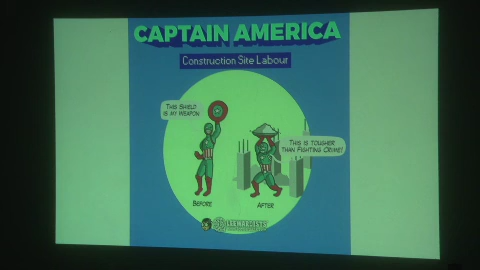 CAPTAIN AMERICA
Construction Site Labour
THIS SHIELD
IS MY WEAPON
THIS IS TOUGHER
THAN FIGHTING CRIME!
BEFORE
AFTER